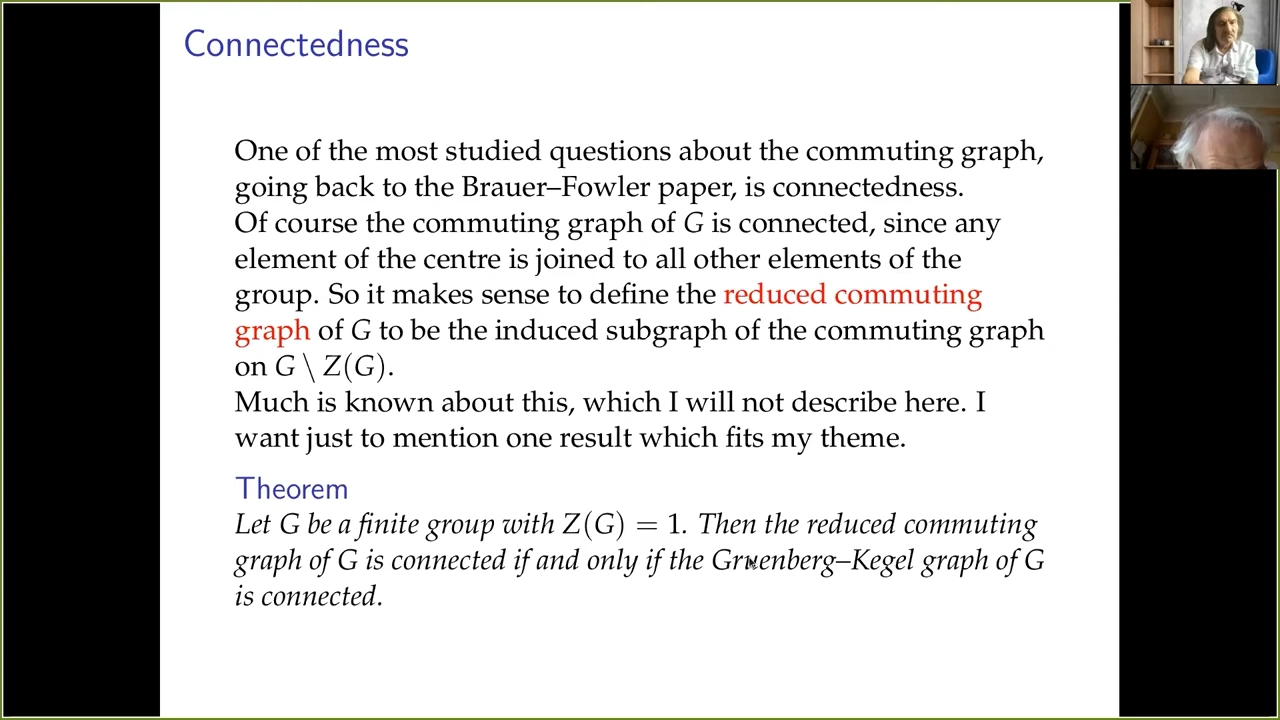 Connectedness
One of the most studied questions about the commuting graph,
going back to the Brauer–Fowler paper, is connectedness.
Of course the commuting graph of G is connected, since any
element of the centre is joined to all other elements of the
group. So it makes sense to define the reduced commuting
graph of G to be the induced subgraph of the commuting graph
on G \ Z(G).
Much is known about this, which I will not describe here. I
want just to mention one result which fits my theme.
Theorem
Let G be a finite group with Z(G) = 1. Then the reduced commuting
graph of G is connected if and only if the Gruenberg–Kegel graph of G
is connected.